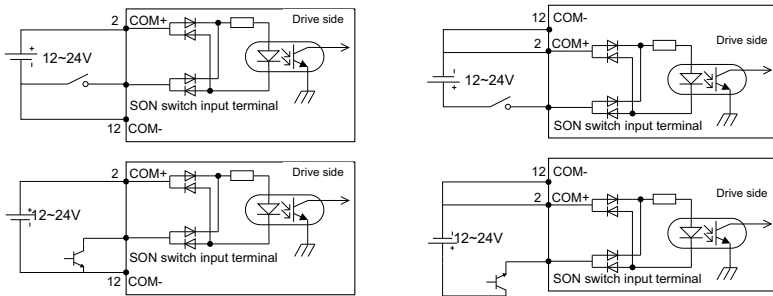 2 COM+ Drive side
12~24V
SON switch input terminal
12 COM-
12 COM-
2 COM+ Drive side
12~24V
SON switch input terminal
2 COM+ Drive side
12~24V
SON switch input terminal
12 COM-
12 COM-
2 COM+ Drive side
12~24V
SON switch input terminal